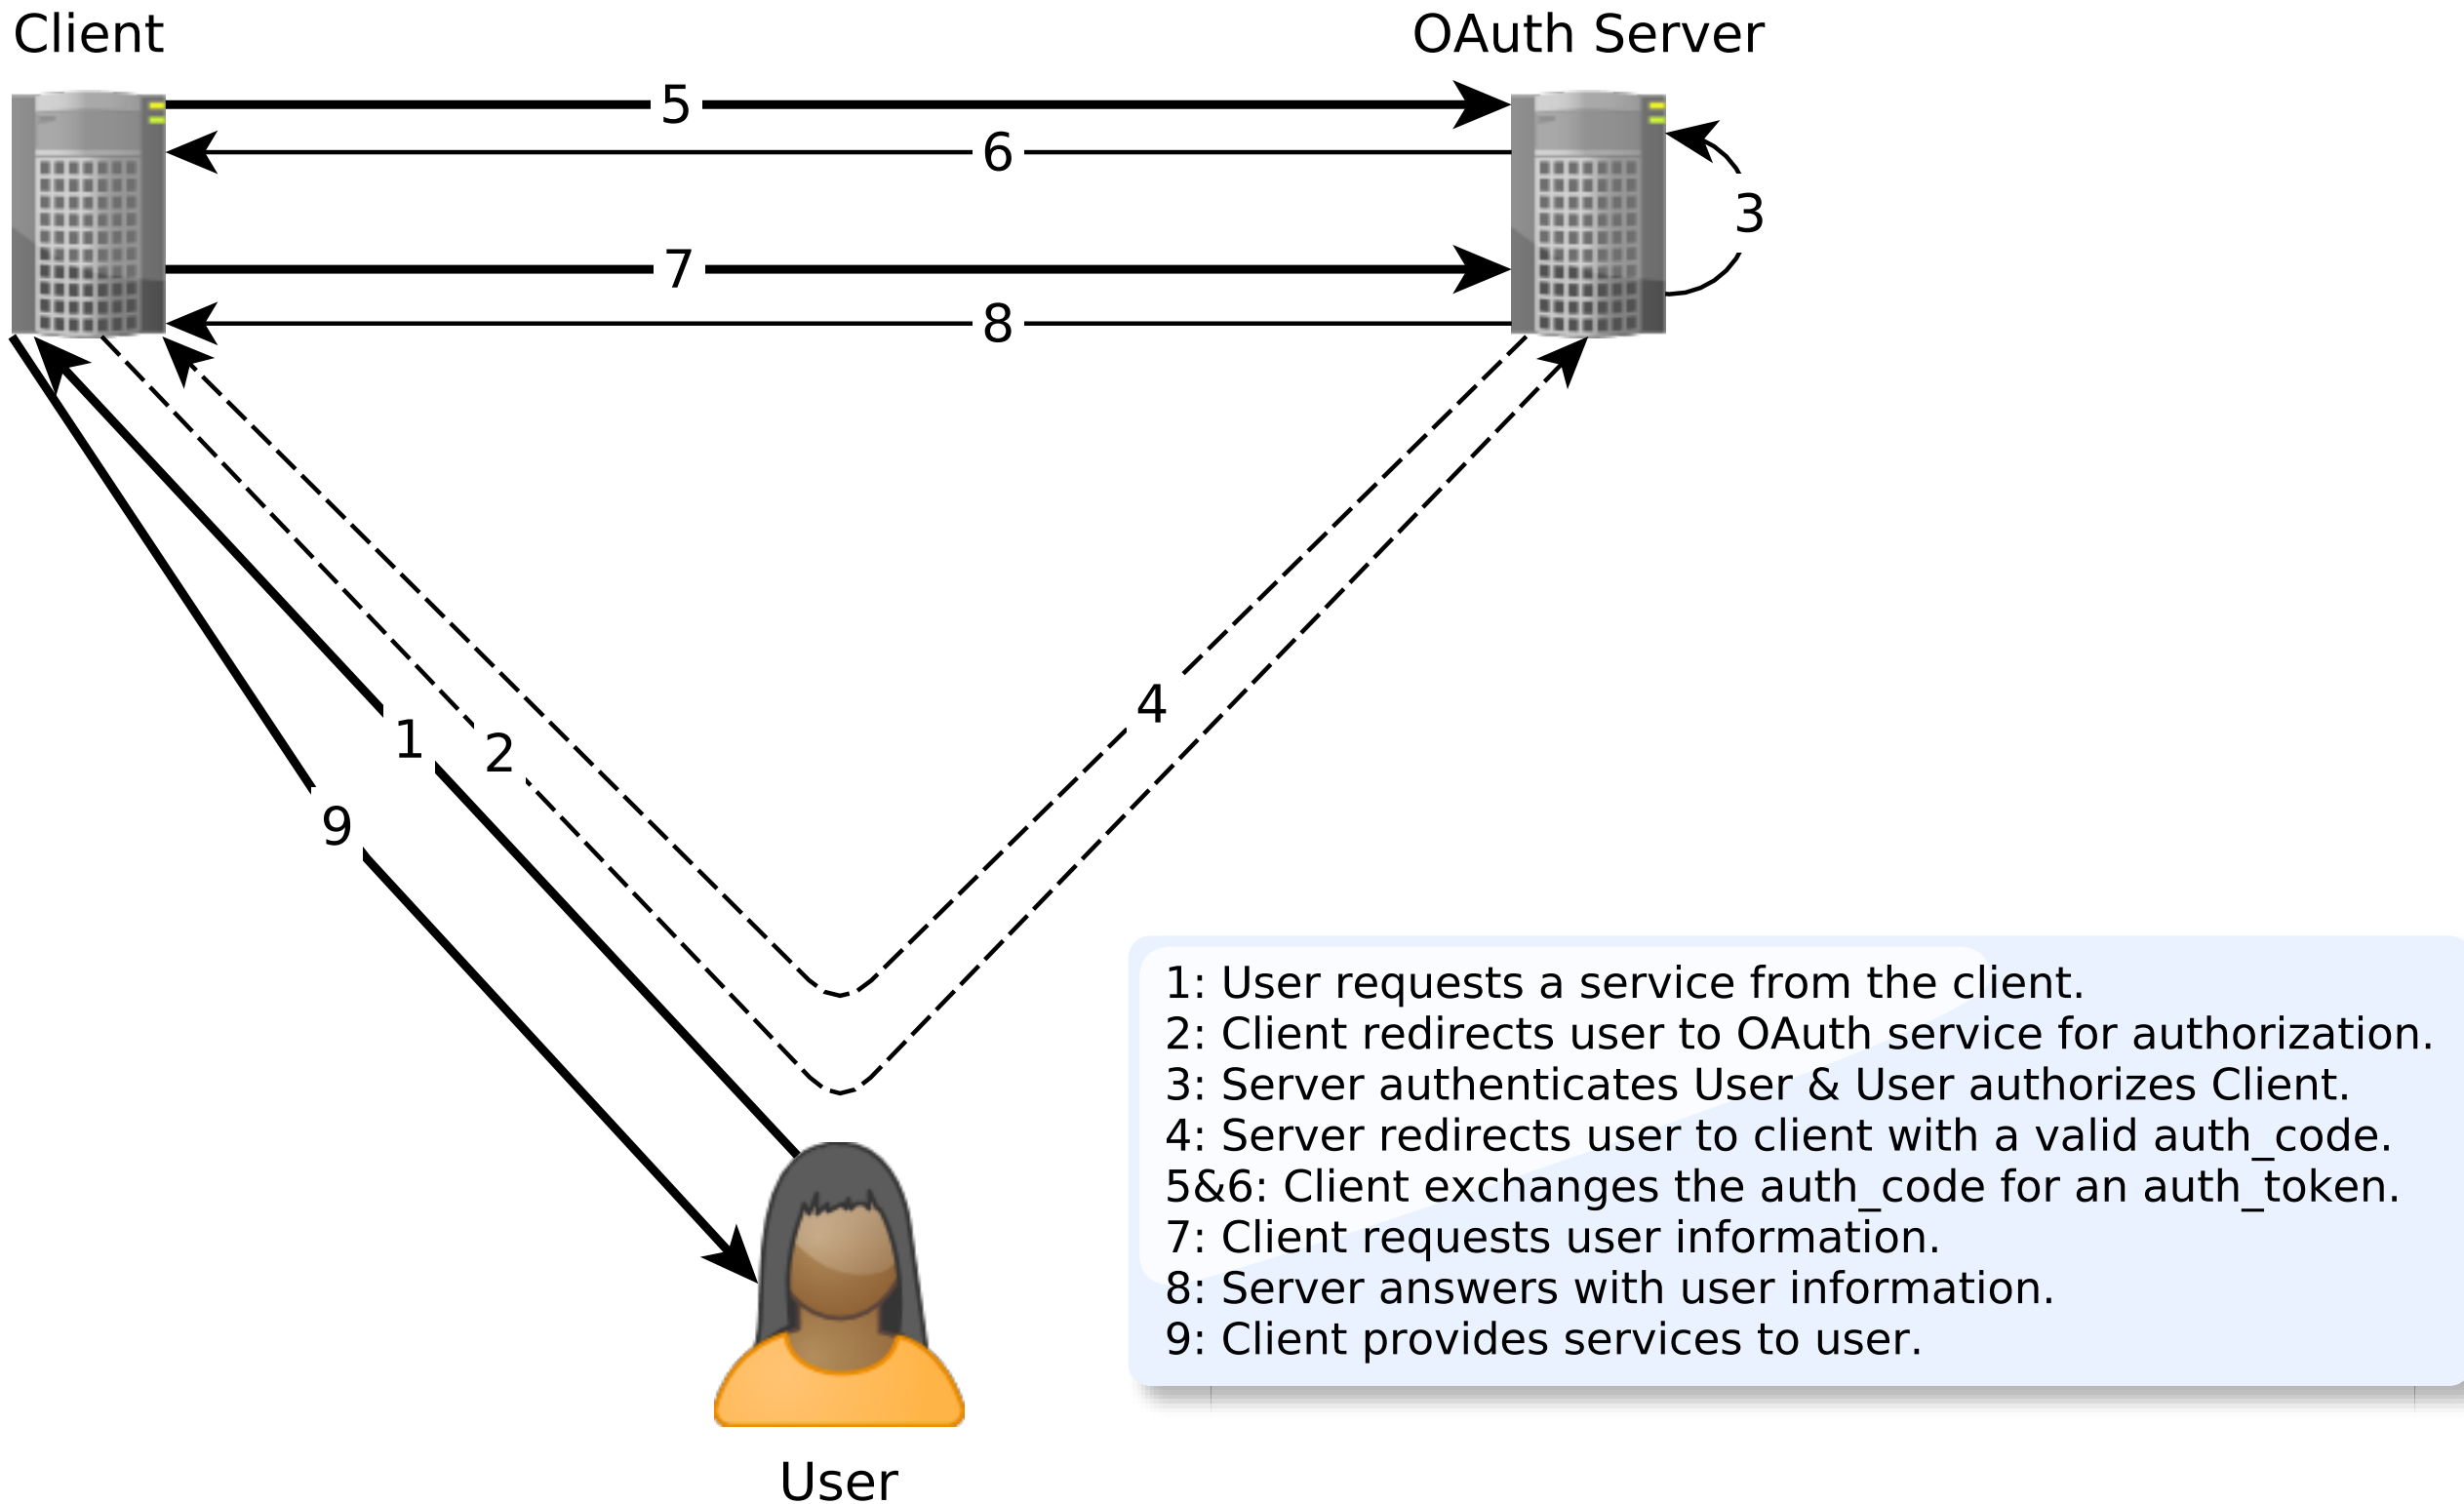 Client
OAuth Server
5
6
3
7
8
4
1
2
9
1: User requests a service from the client.
2: Client redirects user to OAuth service for authorization.
3: Server authenticates User & User authorizes Client.
4: Server redirects user to client with a valid auth_code.
5&6: Client exchanges the auth_code for an auth_token.
7: Client requests user information.
8: Server answers with user information.
9: Client provides services to user.
User